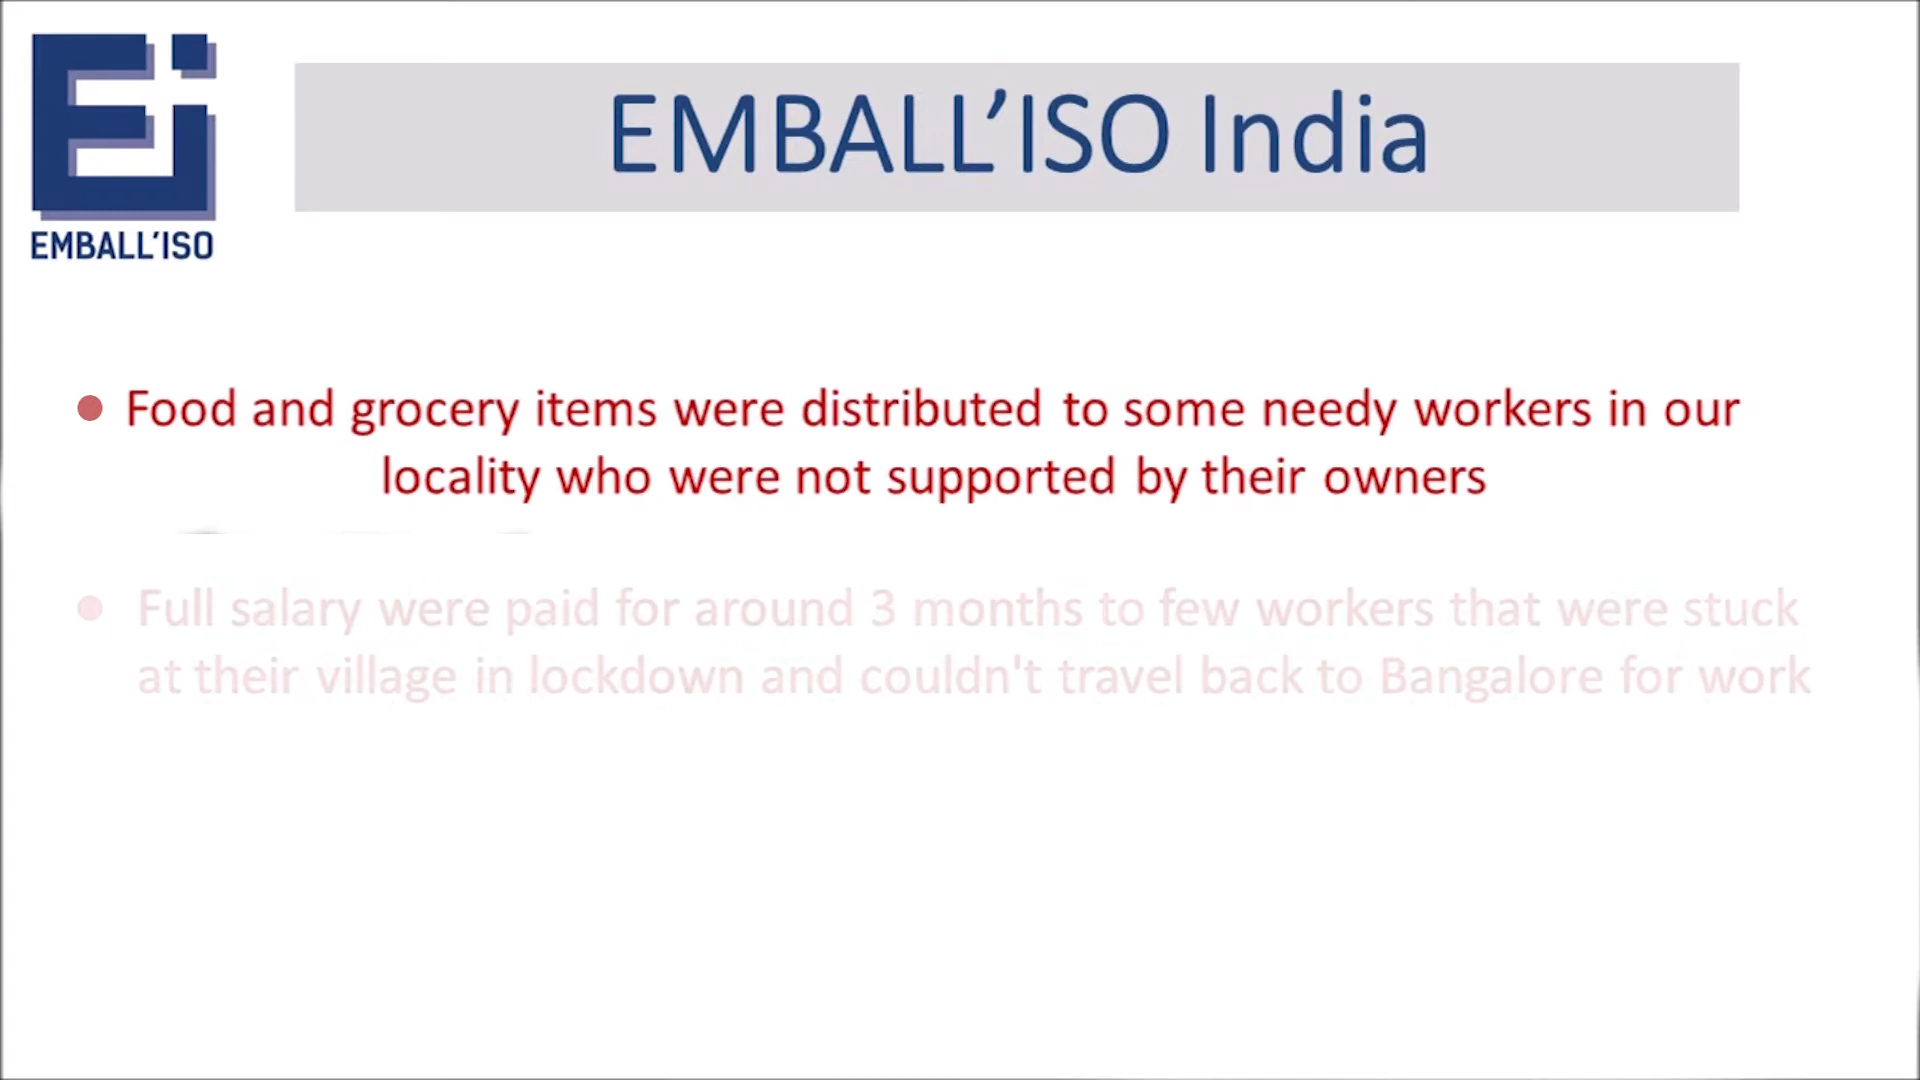 EMBALL'ISO India
EMBALL'ISO
Food and grocery items were distributed to some needy workers in our
locality who were not supported by their owners
Full salary were paid for around 3 months to few workers that were stuck
at their village in lockdown and couldn't travel back to Bangalore for work